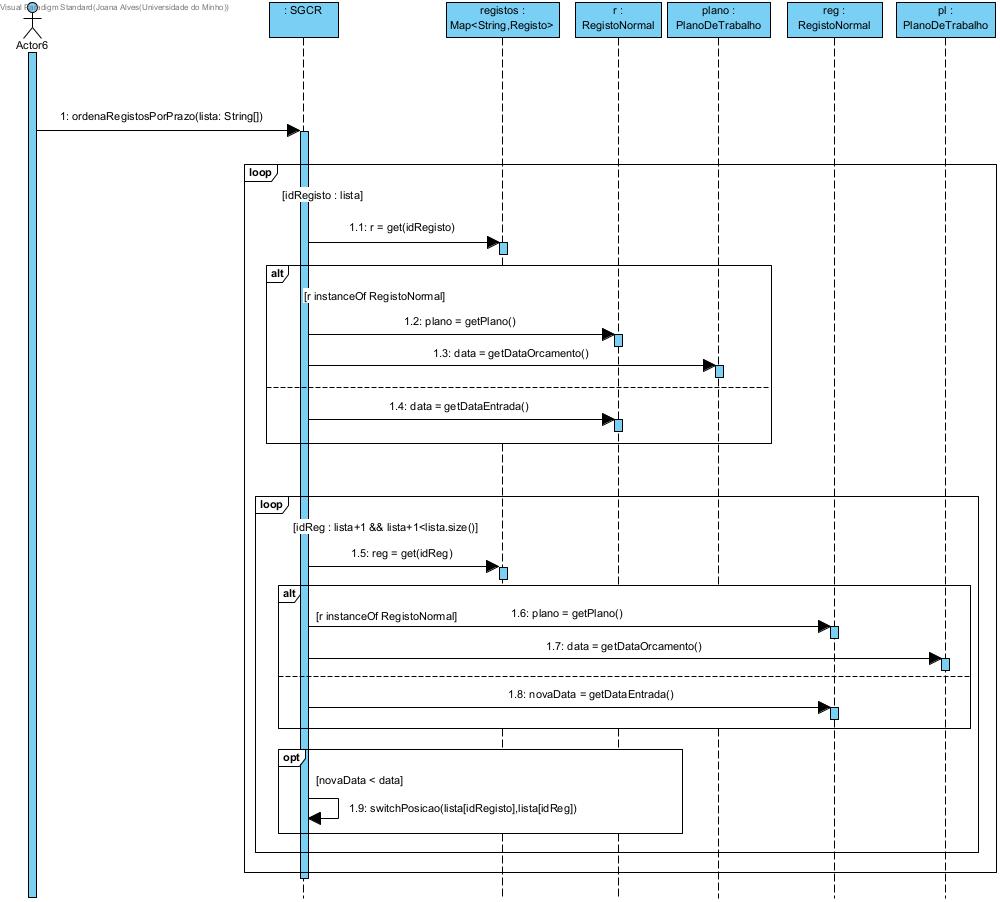 Visual Paradigm Standard(Joana Alves(Universidade do Minho))
Actor6
: SGCR
registos :
Map<String,Registo>
r :
RegistoNormal
plano :
PlanoDeTrabalho
reg :
RegistoNormal
pl :
PlanoDeTrabalho
1: ordenaRegistosPorPrazo(lista: String[])
loop
[idRegisto : lista]
1.1: r = get(idRegisto)
alt
[r instanceOf RegistoNormal]
1.2: plano = getPlano()
1.3: data = getDataOrcamento()
1.4: data = getDataEntrada()
loop
[idReg : lista+1 && lista+1<lista.size()]
1.5: reg = get(idReg)
alt
[r instanceOf RegistoNormal]
1.6: plano = getPlano()
1.7: data = getDataOrcamento()
1.8: novaData = getDataEntrada()
opt
[novaData < data]
1.9: switchPosicao(lista[idRegisto],lista[idReg])